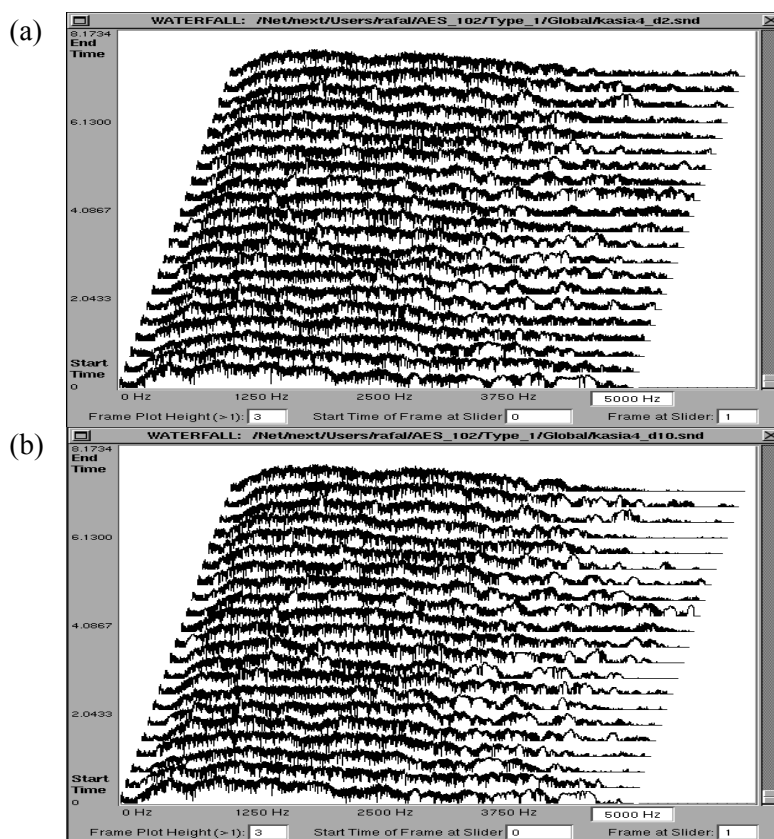 (a)
WATERFALL: /Net/next/Users/rafal/AES_102/Type_1/Global/kasia4_d2.snd
8.1734
End
Time
6.1300
4.0867
2.0433
Start
Time
0
0 Hz 1250 Hz 2500 Hz 3750 Hz 5000 Hz
Frame Plot Height (>1): 3 Start Time of Frame at Slider: 0 Frame at Slider: 1
(b)
WATERFALL: /Net/next/Users/rafal/AES_102/Type_1/Global/kasia4_d10.snd
8.1734
End
Time
6.1300
4.0867
2.0433
Start
Time
0
0 Hz 1250 Hz 2500 Hz 3750 Hz 5000 Hz
Frame Plot Height (>1): 3 Start Time of Frame at Slider: 0 Frame at Slider: 1